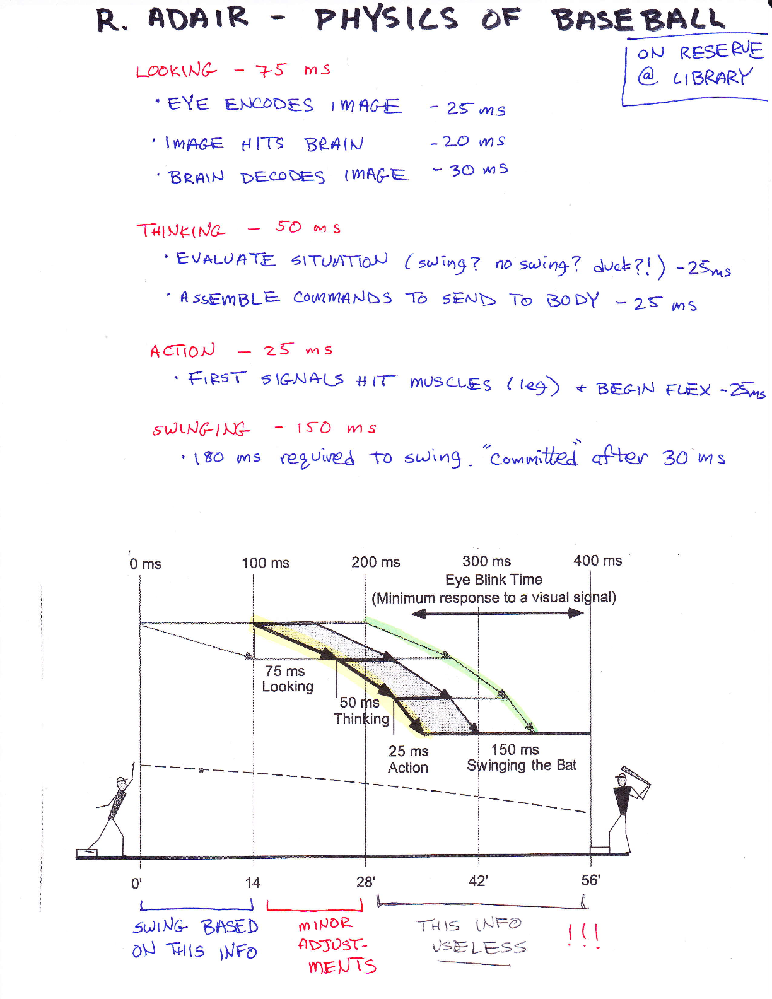 R. ADAIR - PHYSICS OF BASEBALL
ON RESERVE
@ LIBRARY
LOOKING - 75 ms
· EYE ENCODES IMAGE - 25 ms
· IMAGE HITS BRAIN - 20 ms
· BRAIN DECODES IMAGE - 30 ms
THINKING - 50 ms
· EVALUATE SITUATION (swing? no swing? duck?!) - 25ms
· ASSEMBLE COMMANDS TO SEND TO BODY - 25 ms
ACTION - 25 ms
· FIRST SIGNALS HIT MUSCLES (leg) + BEGIN FLEX - 25ms
SWINGING - 150 ms
· 180 ms required to swing. "Committed" after 30 ms
0 ms 100 ms 200 ms 300 ms 400 ms
Eye Blink Time
(Minimum response to a visual signal)
75 ms
Looking
50 ms
Thinking
25 ms
Action
150 ms
Swinging the Bat
0' 14 28' 42' 56'
SWING BASED
ON THIS INFO
MINOR
ADJUST-
MENTS
THIS INFO
USELESS
!!!